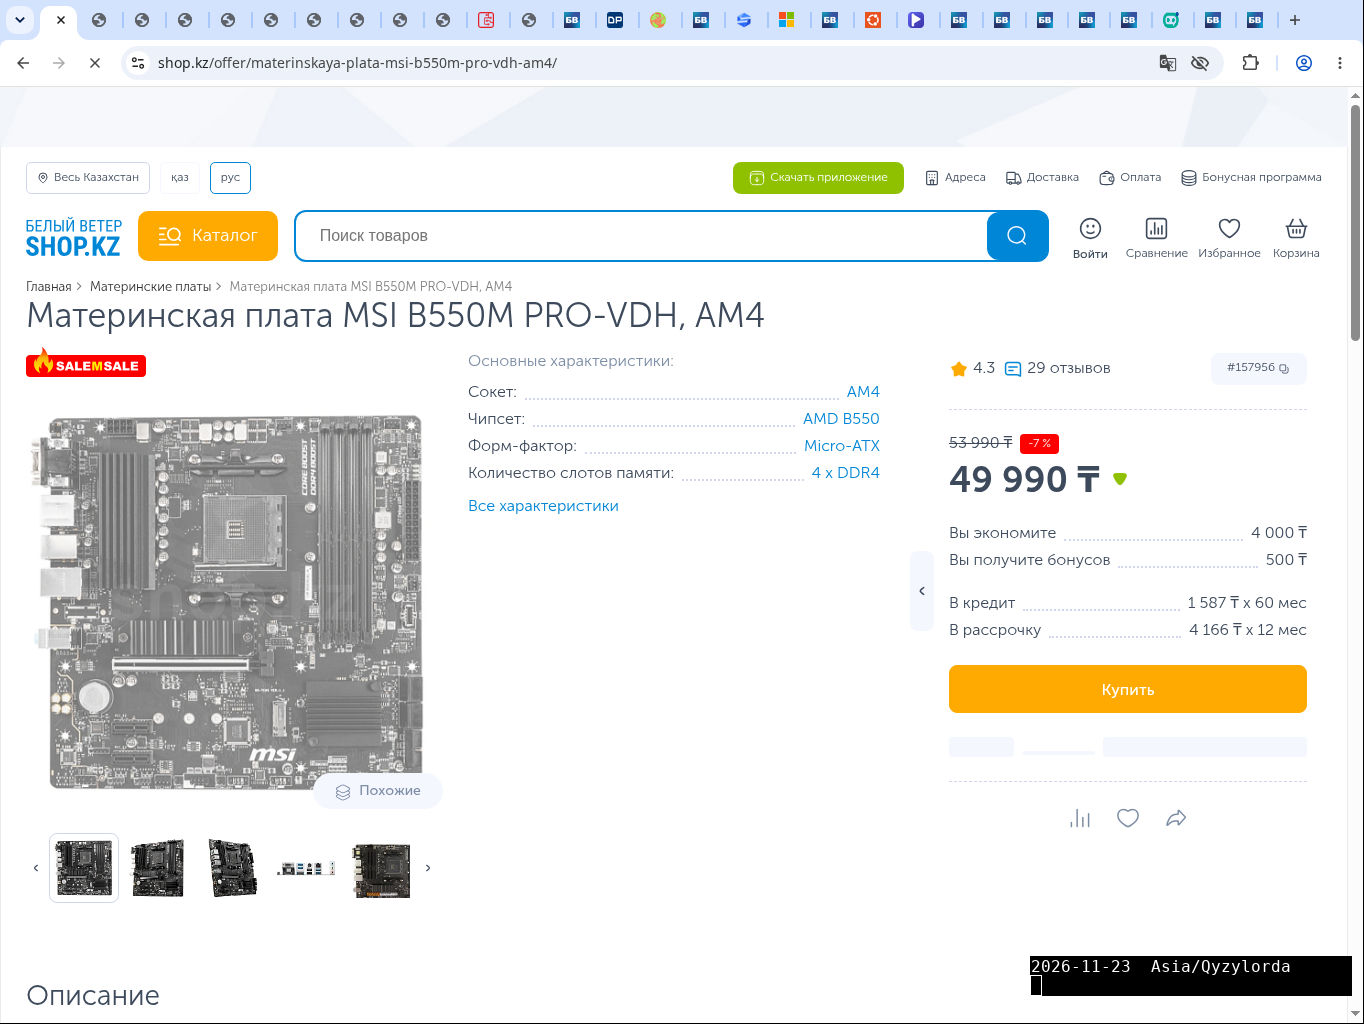 shop.kz/offer/materinskaya-plata-msi-b550m-pro-vdh-am4/
Весь Казахстан
қаз
рус
Скачать приложение
Адреса
Доставка
Оплата
Бонусная программа
БЕЛЫЙ ВЕТЕР
SHOP.KZ
Каталог
Поиск товаров
Войти
Сравнение
Избранное
Корзина
Главная > Материнские платы > Материнская плата MSI B550M PRO-VDH, AM4
Материнская плата MSI B550M PRO-VDH, AM4
SALEMSALE
Основные характеристики:
Сокет: AM4
Чипсет: AMD B550
Форм-фактор: Micro-ATX
Количество слотов памяти: 4 x DDR4
Все характеристики
4.3
29 отзывов
#157956
53 990 ₸
-7 %
49 990 ₸
Вы экономите 4 000 ₸
Вы получите бонусов 500 ₸
В кредит 1 587 ₸ x 60 мес
В рассрочку 4 166 ₸ x 12 мес
Купить
CORE BOOST
DDR4 BOOST
msi
Похожие
Описание
2026-11-23 Asia/Qyzylorda